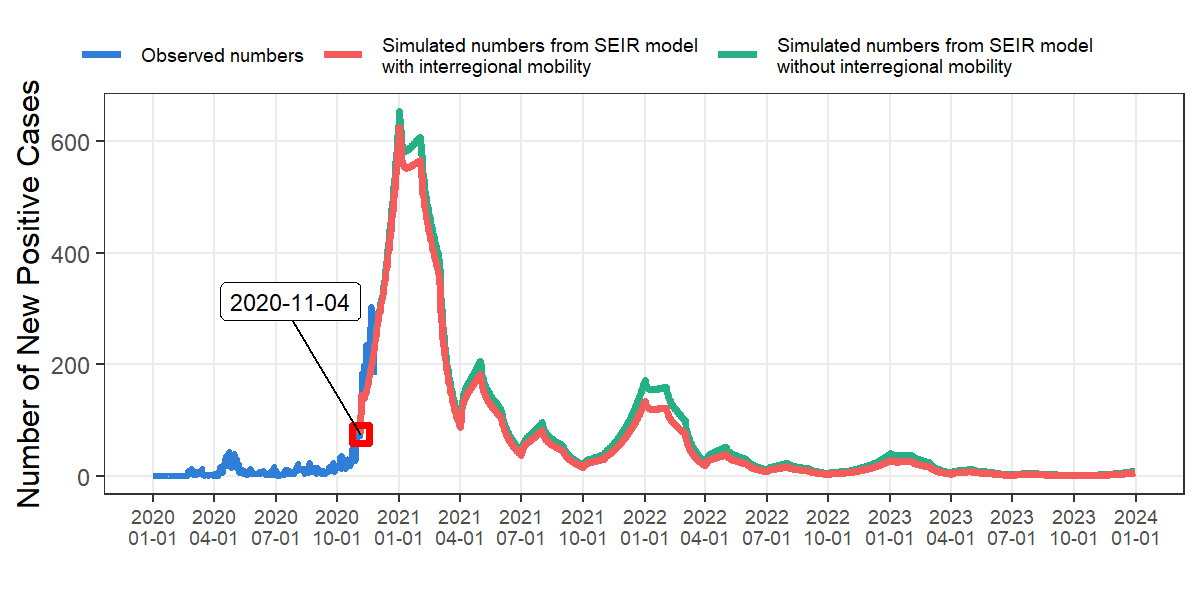 Observed numbers
Simulated numbers from SEIR model
with interregional mobility
Simulated numbers from SEIR model
without interregional mobility
Number of New Positive Cases
600
400
200
0
2020-11-04
2020 2020 2020 2020 2021 2021 2021 2021 2022 2022 2022 2022 2023 2023 2023 2023 2024
01-01 04-01 07-01 10-01 01-01 04-01 07-01 10-01 01-01 04-01 07-01 10-01 01-01 04-01 07-01 10-01 01-01